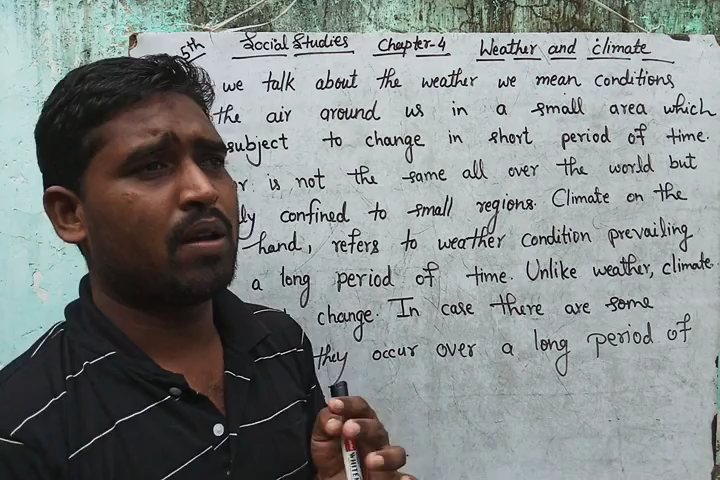 5th Social Studies Chapter-4 Weather and climate
we talk about the weather we mean conditions
the air around us in a small area which
subject to change in short period of time.
is not the same all over the world but
confined to small regions. Climate on the
hand, refers to weather condition prevailing
a long period of time. Unlike weather, climate
change. In case there are some
they occur over a long period of
WHITE